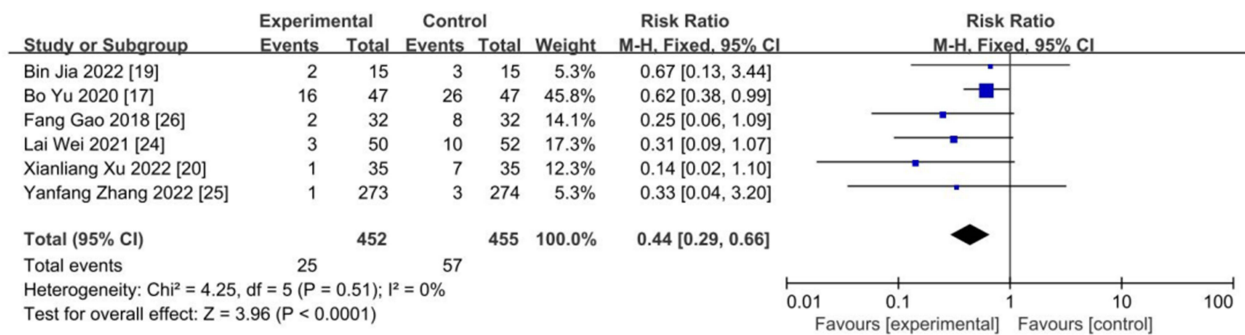 Experimental Control Risk Ratio Risk Ratio
Study or Subgroup Events Total Events Total Weight M-H, Fixed, 95% CI M-H, Fixed, 95% CI
Bin Jia 2022 [19] 2 15 3 15 5.3% 0.67 [0.13, 3.44]
Bo Yu 2020 [17] 16 47 26 47 45.8% 0.62 [0.38, 0.99]
Fang Gao 2018 [26] 2 32 8 32 14.1% 0.25 [0.06, 1.09]
Lai Wei 2021 [24] 3 50 10 52 17.3% 0.31 [0.09, 1.07]
Xianliang Xu 2022 [20] 1 35 7 35 12.3% 0.14 [0.02, 1.10]
Yanfang Zhang 2022 [25] 1 273 3 274 5.3% 0.33 [0.04, 3.20]
Total (95% CI) 452 455 100.0% 0.44 [0.29, 0.66]
Total events 25 57
Heterogeneity: Chi² = 4.25, df = 5 (P = 0.51); I² = 0%
Test for overall effect: Z = 3.96 (P < 0.0001)
0.01 0.1 1 10 100
Favours [experimental] Favours [control]